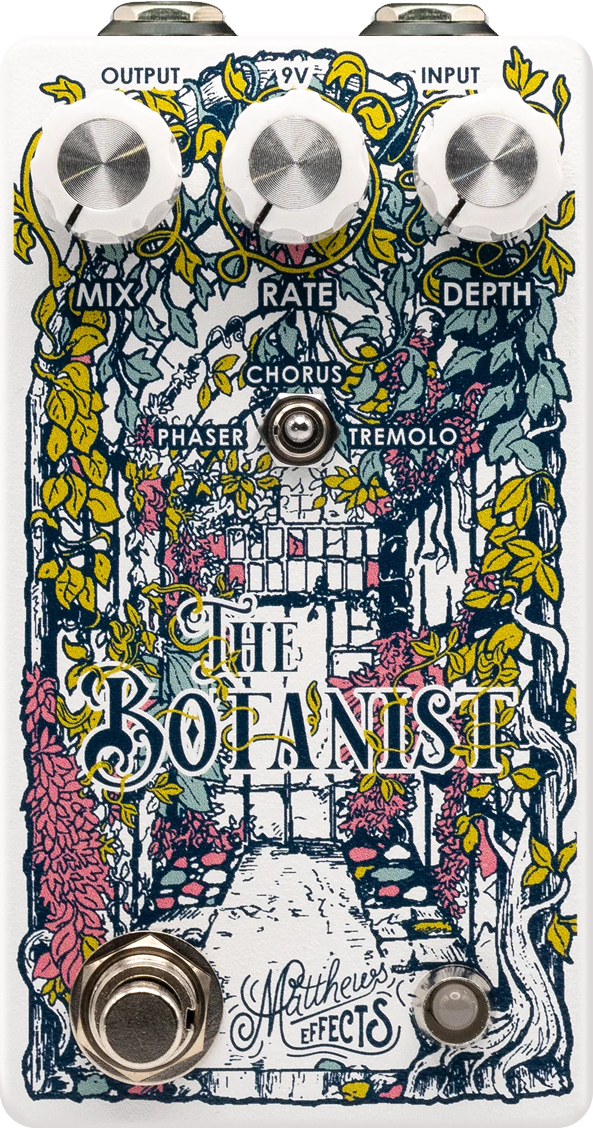 OUTPUT 9V INPUT
MIX RATE DEPTH
CHORUS
PHASER TREMOLO
THE
BOTANIST
Matthews
EFFECTS